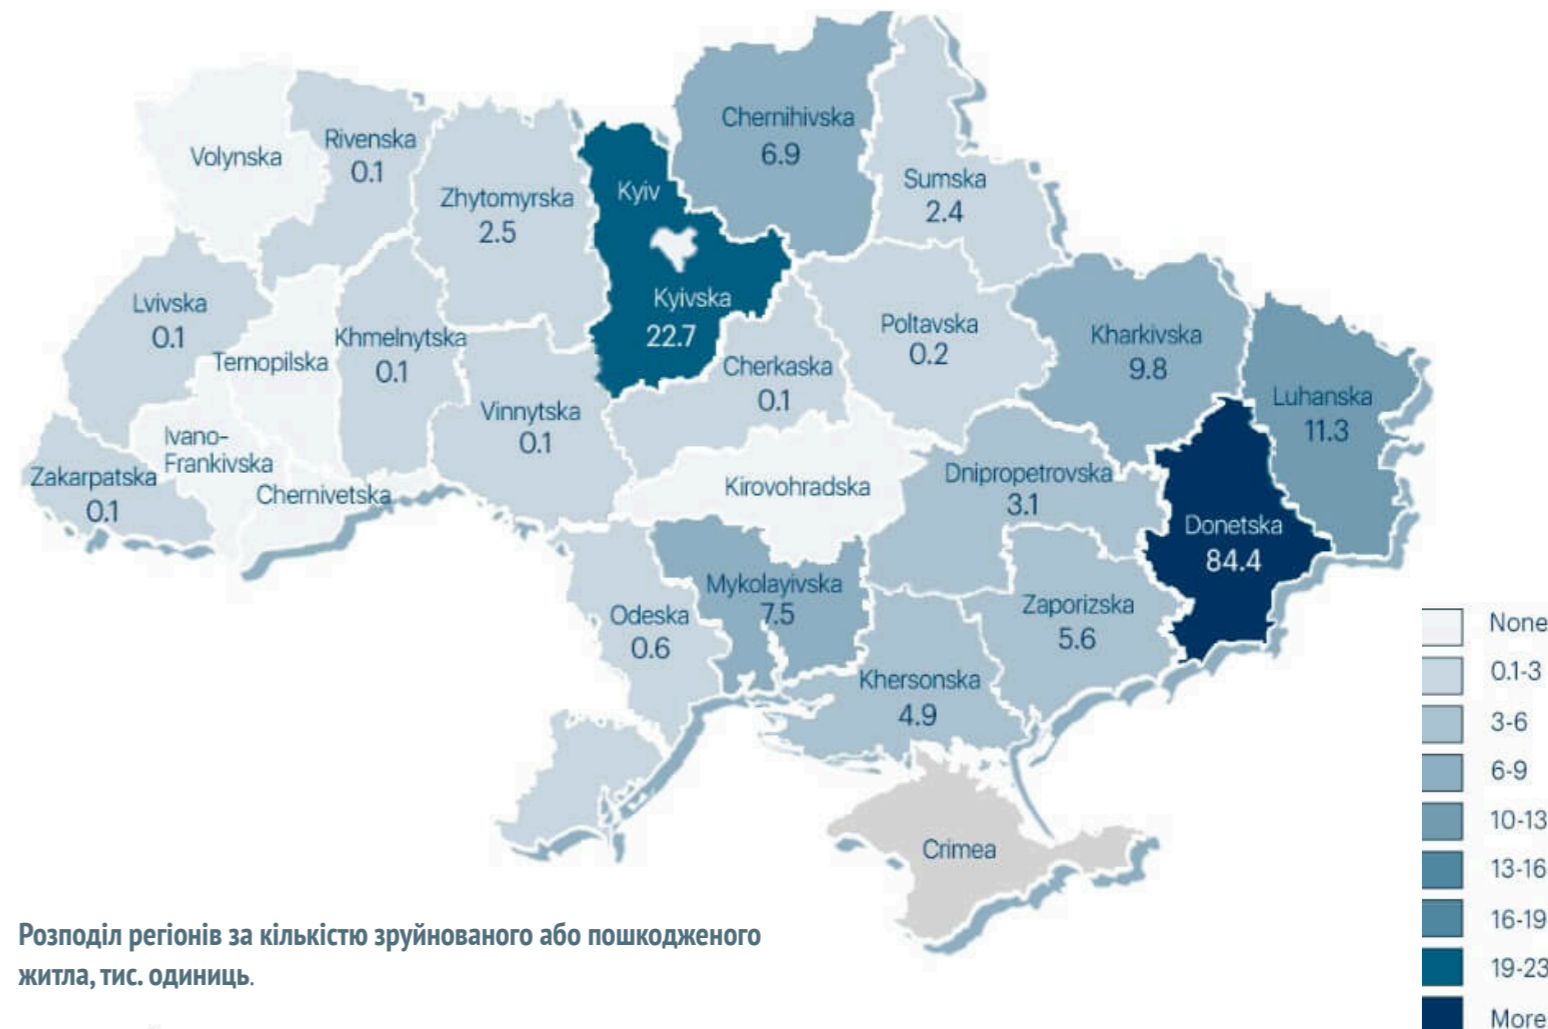 Chernihivska
6.9
Rivenska
0.1
Volynska
Sumska
2.4
Zhytomyrska
2.5
Kyiv
Kyivska
22.7
Lvivska
0.1
Ternopilska
Khmelnytska
0.1
Poltavska
0.2
Kharkivska
9.8
Cherkaska
0.1
Luhanska
11.3
Vinnytska
0.1
Ivano-
Frankivska
Zakarpatska
0.1
Chernivetska
Kirovohradska
Dnipropetrovska
3.1
Donetska
84.4
Mykolayivska
7.5
Odeska
0.6
Zaporizska
5.6
Khersonska
4.9
Crimea
None
0.1-3
3-6
6-9
10-13
13-16
16-19
19-23
More
Розподіл регіонів за кількістю зруйнованого або пошкодженого
житла, тис. одиниць.